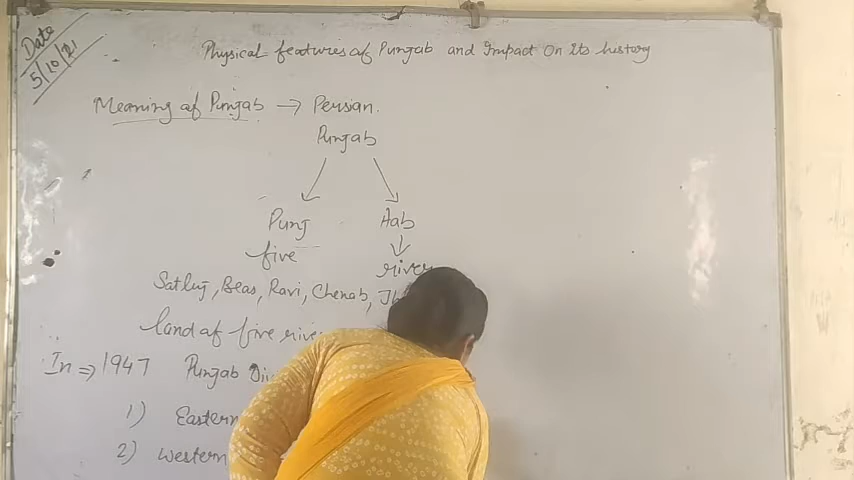 Date
5/10/21
Physical features of Punjab and Impact On Its history
Meaning of Punjab → Persian.
Punjab
Punj Aab
five river
Satluj, Beas, Ravi, Chenab,
land of five
In ⇒ 1947 Punjab
1) Eastern
2) Western